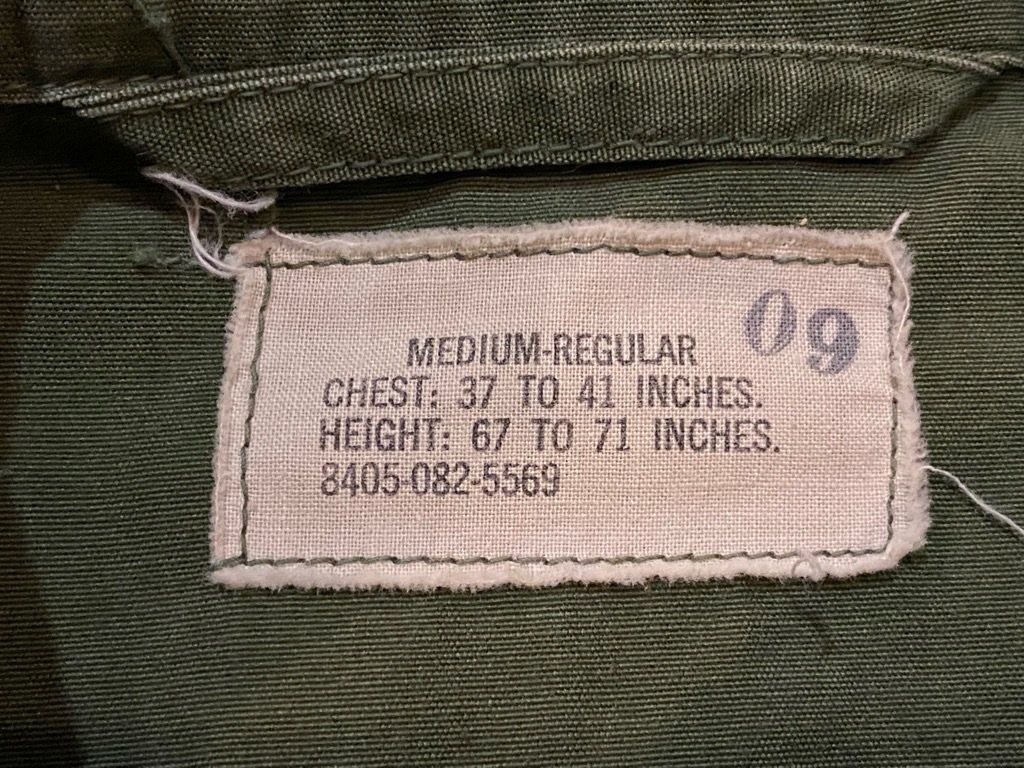 09
MEDIUM-REGULAR
CHEST: 37 TO 41 INCHES.
HEIGHT: 67 TO 71 INCHES.
8405-082-5569